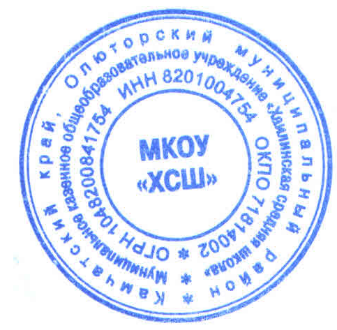 Камчатский край, Олюторский муниципальный район *
Муниципальное казенное общеобразовательное учреждение «Хаилинская средняя школа» *
ОГРН 1048200841754 ИНН 8201004754 ОКПО 71814002 *
МКОУ
«ХСШ»